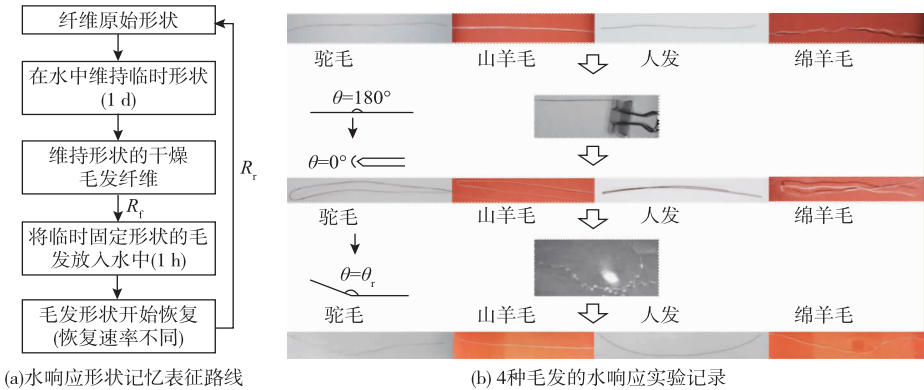 纤维原始形状
在水中维持临时形状
(1 d)
维持形状的干燥
毛发纤维
R_f
将临时固定形状的毛
发放入水中(1 h)
毛发形状开始恢复
(恢复速率不同)
R_r
(a)水响应形状记忆表征路线
驼毛 山羊毛 人发 绵羊毛
θ=180°
θ=0°
驼毛 山羊毛 人发 绵羊毛
θ=θ_r
驼毛 山羊毛 人发 绵羊毛
(b) 4种毛发的水响应实验记录